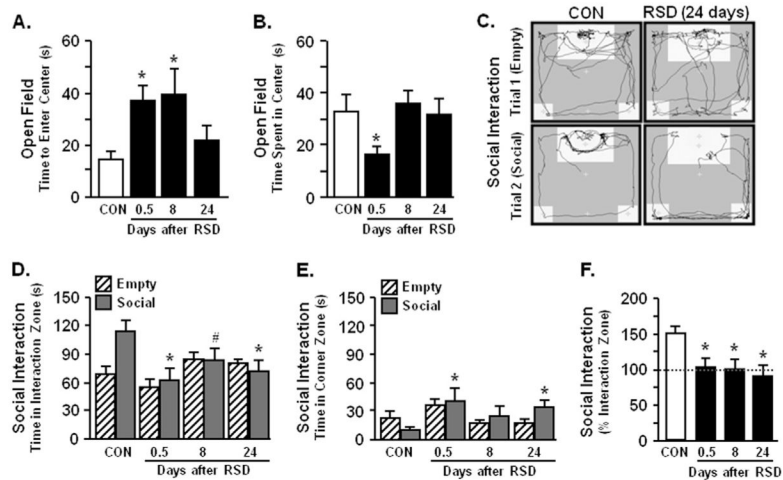 A.
Open Field
Time to Enter Center (s)
60
40
20
0
*
*
CON
0.5
8
24
Days after RSD
B.
Open Field
Time Spent in Center (s)
60
40
20
0
*
CON
0.5
8
24
Days after RSD
C.
CON
RSD (24 days)
Social Interaction
Trial 1 (Empty)
Trial 2 (Social)
D.
Social Interaction
Time in Interaction Zone (s)
150
120
90
60
30
0
Empty
Social
*
#
*
CON
0.5
8
24
Days after RSD
E.
Social Interaction
Time in Corner Zone (s)
150
120
90
60
30
0
Empty
Social
*
*
CON
0.5
8
24
Days after RSD
F.
Social Interaction
(% Interaction Zone)
200
150
100
50
0
*
*
*
CON
0.5
8
24
Days after RSD